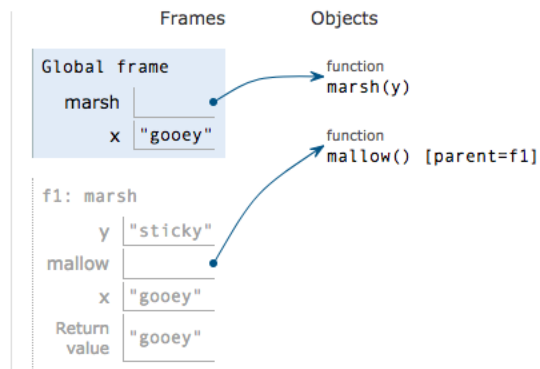 Frames Objects
Global frame
marsh
x "gooey"
function
marsh(y)
function
mallow() [parent=f1]
f1: marsh
y "sticky"
mallow
x "gooey"
Return
value "gooey"